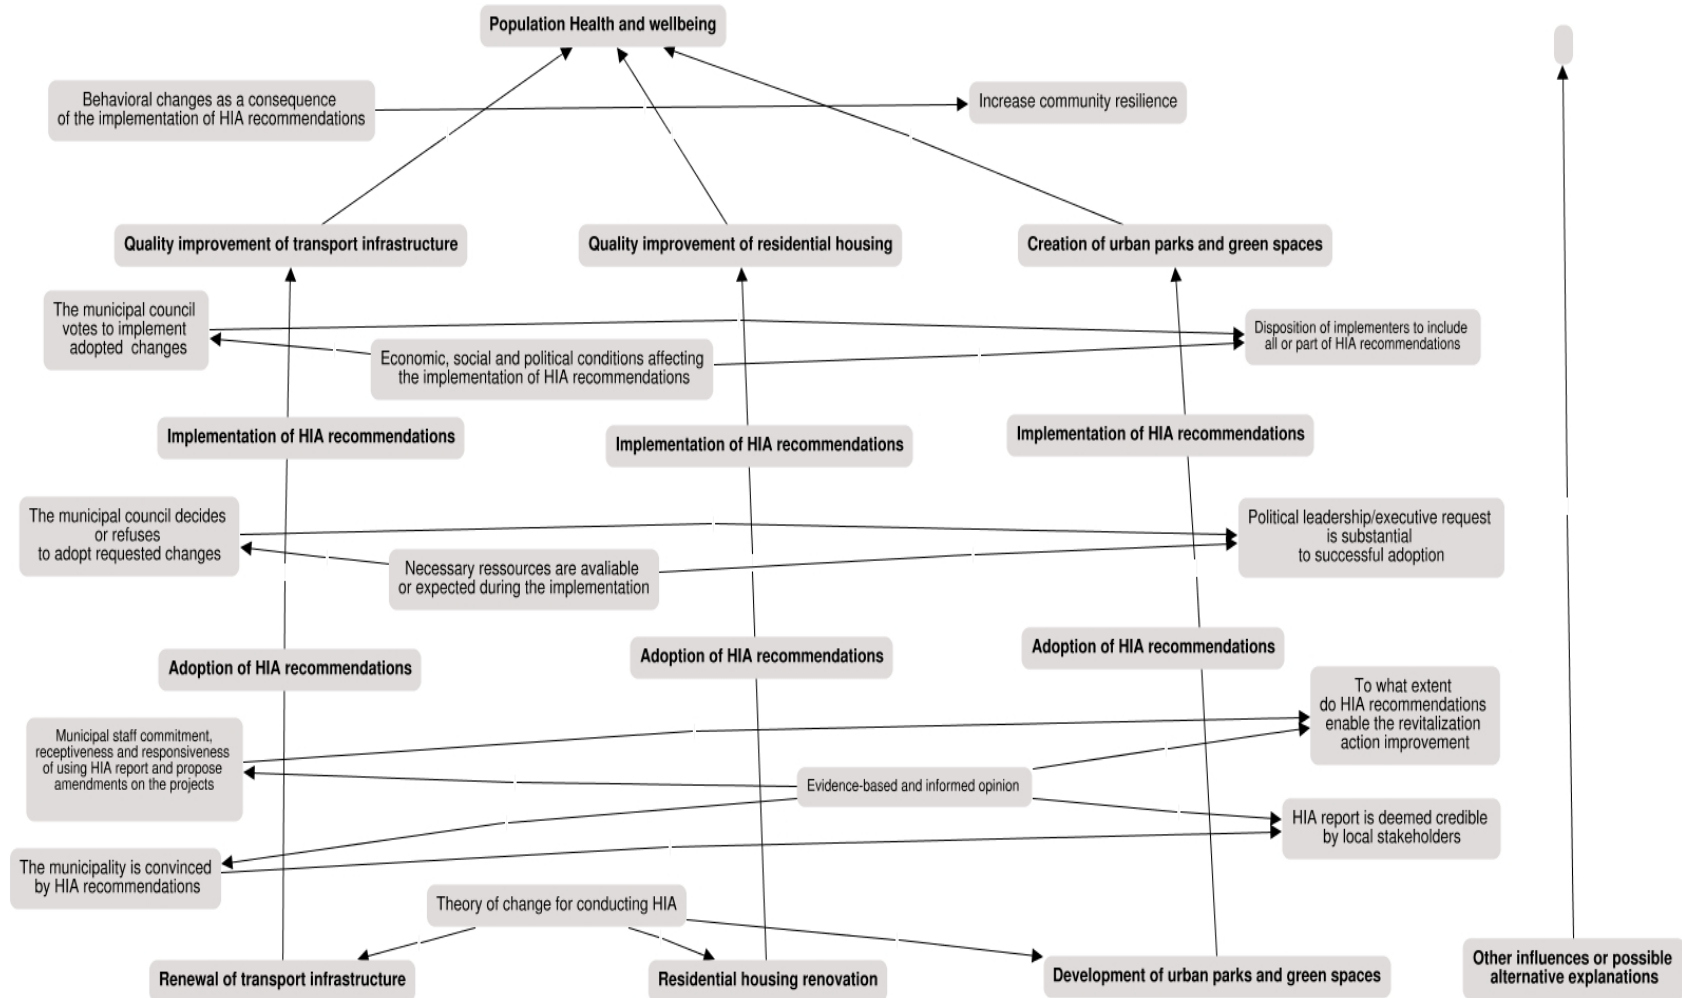 Population Health and wellbeing
Behavioral changes as a consequence
of the implementation of HIA recommendations
Increase community resilience
Quality improvement of transport infrastructure
Quality improvement of residential housing
Creation of urban parks and green spaces
The municipal council
votes to implement
adopted changes
Economic, social and political conditions affecting
the implementation of HIA recommendations
Disposition of implementers to include
all or part of HIA recommendations
Implementation of HIA recommendations
Implementation of HIA recommendations
Implementation of HIA recommendations
The municipal council decides
or refuses
to adopt requested changes
Necessary ressources are avaliable
or expected during the implementation
Political leadership/executive request
is substantial
to successful adoption
Adoption of HIA recommendations
Adoption of HIA recommendations
Adoption of HIA recommendations
Municipal staff commitment,
receptiveness and responsiveness
of using HIA report and propose
amendments on the projects
To what extent
do HIA recommendations
enable the revitalization
action improvement
Evidence-based and informed opinion
HIA report is deemed credible
by local stakeholders
The municipality is convinced
by HIA recommendations
Theory of change for conducting HIA
Renewal of transport infrastructure
Residential housing renovation
Development of urban parks and green spaces
Other influences or possible
alternative explanations